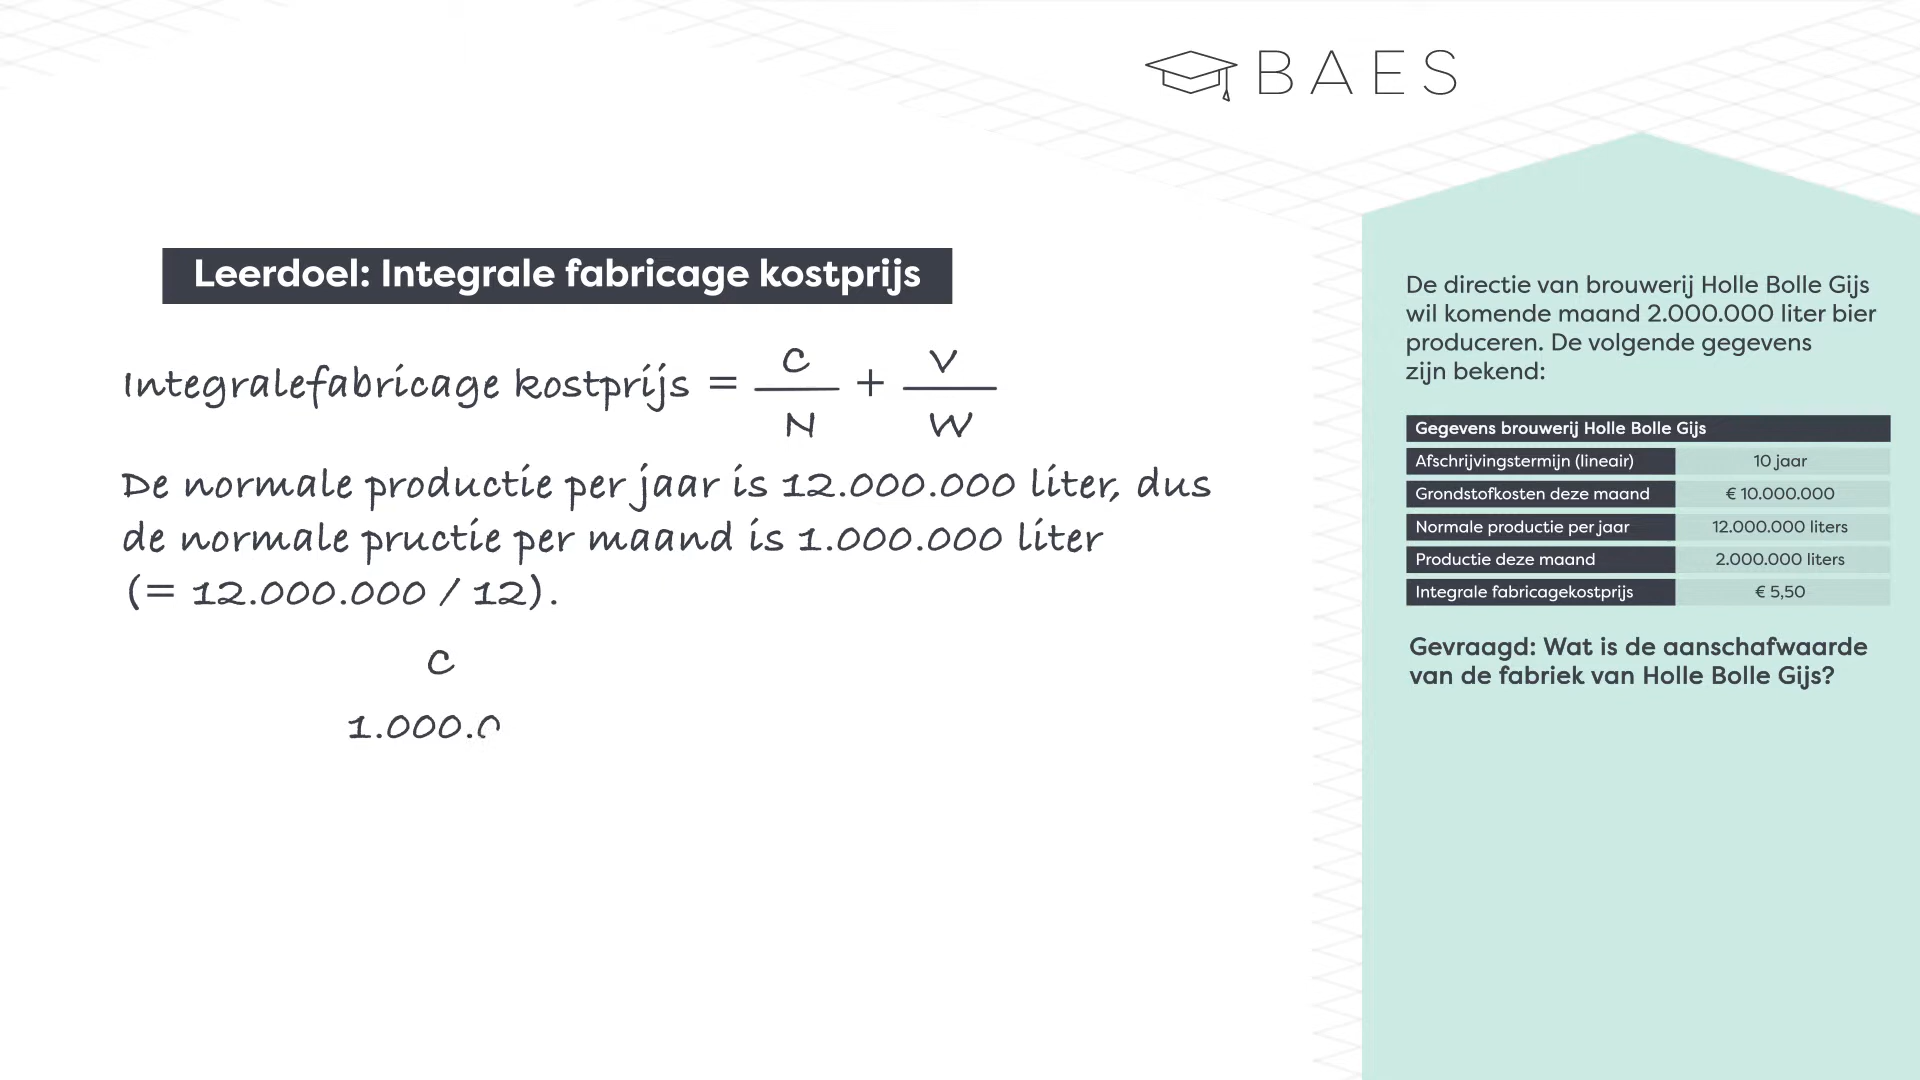 BAES
Leerdoel: Integrale fabricage kostprijs
Integralefabricage kostprijs = C / N + V / W
De normale productie per jaar is 12.000.000 liter, dus
de normale pructie per maand is 1.000.000 liter
(= 12.000.000 / 12).
C
1.000.0
De directie van brouwerij Holle Bolle Gijs
wil komende maand 2.000.000 liter bier
produceren. De volgende gegevens
zijn bekend:
Gegevens brouwerij Holle Bolle Gijs
Afschrijvingstermijn (lineair) 10 jaar
Grondstofkosten deze maand € 10.000.000
Normale productie per jaar 12.000.000 liters
Productie deze maand 2.000.000 liters
Integrale fabricagekostprijs € 5,50
Gevraagd: Wat is de aanschafwaarde
van de fabriek van Holle Bolle Gijs?